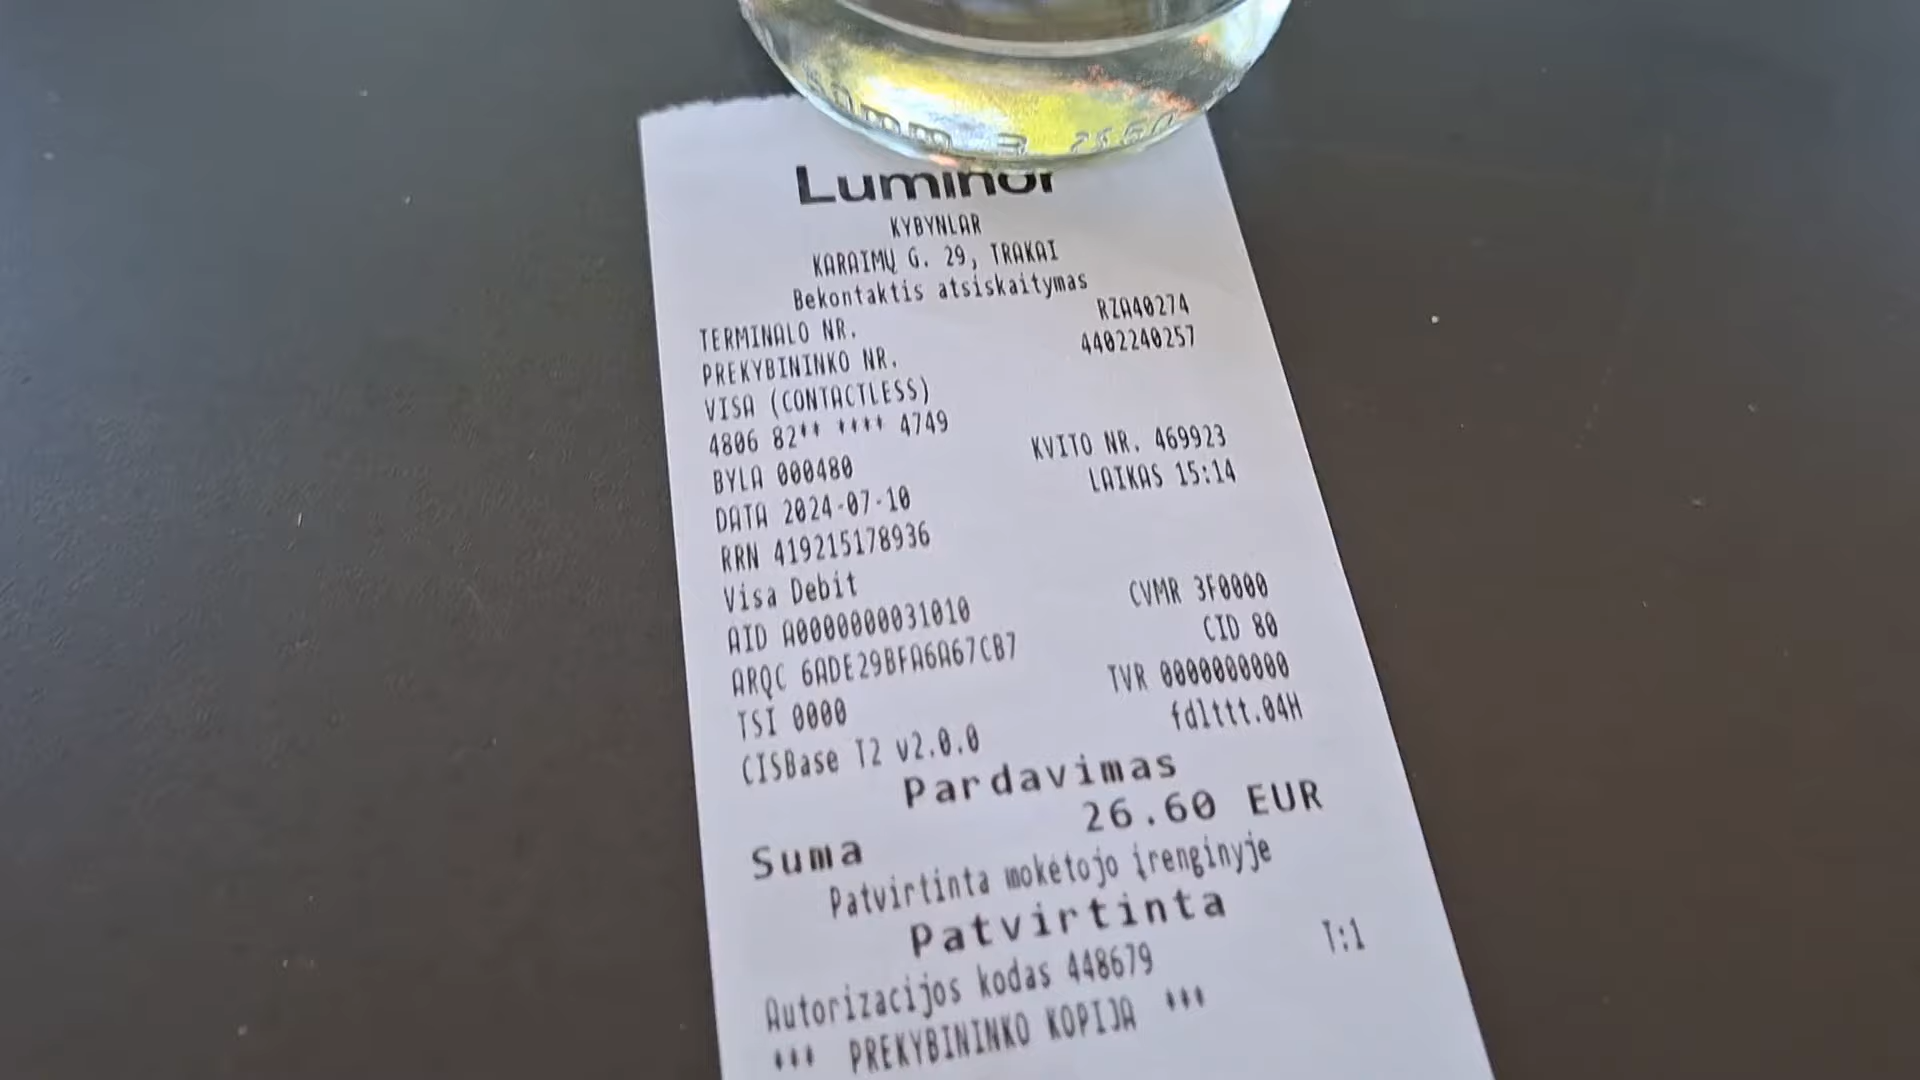 Luminor
KYBYNLAR
KARAIMŲ G. 29, TRAKAI
Bekontaktis atsiskaitymas
TERMINALO NR. RZA40274
PREKYBININKO NR. 4402240257
VISA (CONTACTLESS)
4806 82** **** 4749
BYLA 000480 KVITO NR. 469923
DATA 2024-07-10 LAIKAS 15:14
RRN 419215178936
Visa Debit
AID A0000000031010 CVMR 3F0000
ARQC 6ADE29BFA6A67CB7 CID 80
TSI 0000 TVR 0000000000
CISBase T2 v2.0.0 fdlttt.04H
Pardavimas
Suma 26.60 EUR
Patvirtinta mokėtojo įrenginyje
Patvirtinta
Autorizacijos kodas 448679 T:1
*** PREKYBININKO KOPIJA ***